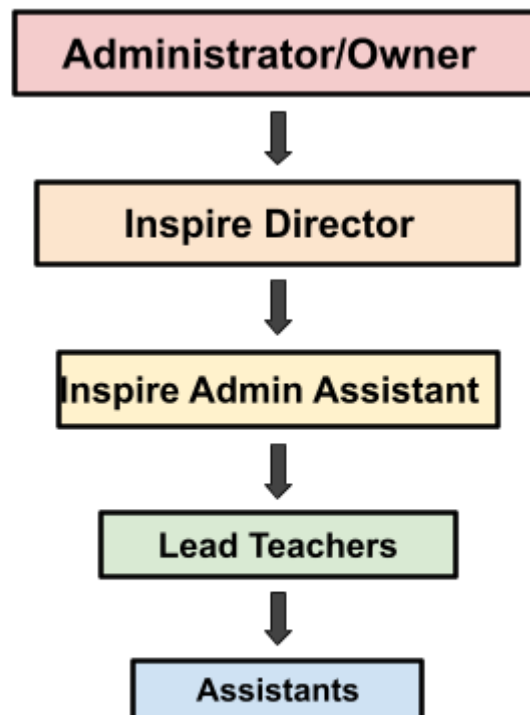 Administrator/Owner
Inspire Director
Inspire Admin Assistant
Lead Teachers
Assistants